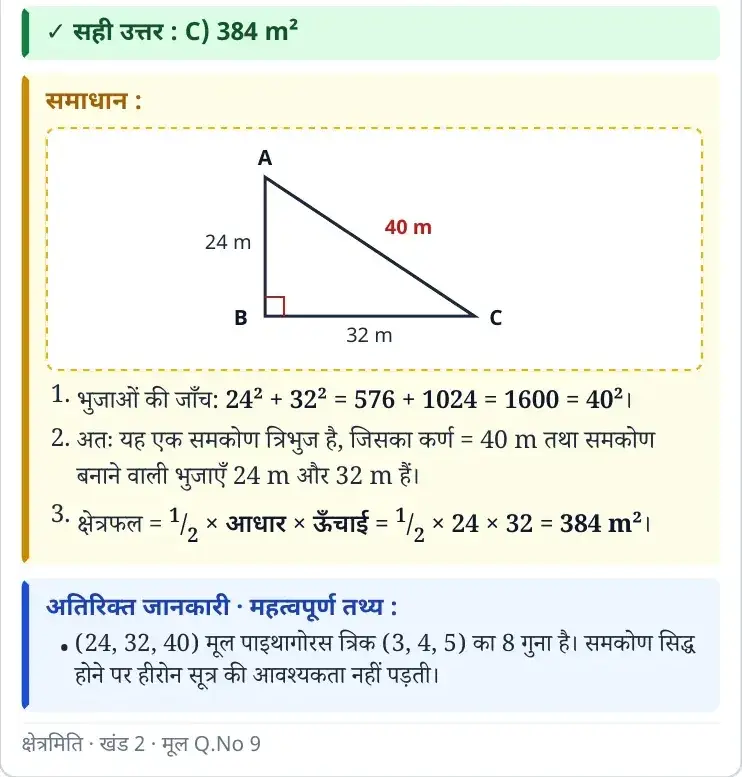 ✓ सही उत्तर : C) 384 m²
समाधान :
A
40 m
24 m
B
C
32 m
1. भुजाओं की जाँच: 24² + 32² = 576 + 1024 = 1600 = 40²।
2. अतः यह एक समकोण त्रिभुज है, जिसका कर्ण = 40 m तथा समकोण
बनाने वाली भुजाएँ 24 m और 32 m हैं।
3. क्षेत्रफल = 1/2 × आधार × ऊँचाई = 1/2 × 24 × 32 = 384 m²।
अतिरिक्त जानकारी · महत्वपूर्ण तथ्य :
• (24, 32, 40) मूल पाइथागोरस त्रिक (3, 4, 5) का 8 गुना है। समकोण सिद्ध
होने पर हीरोन सूत्र की आवश्यकता नहीं पड़ती।
क्षेत्रमिति · खंड 2 · मूल Q.No 9